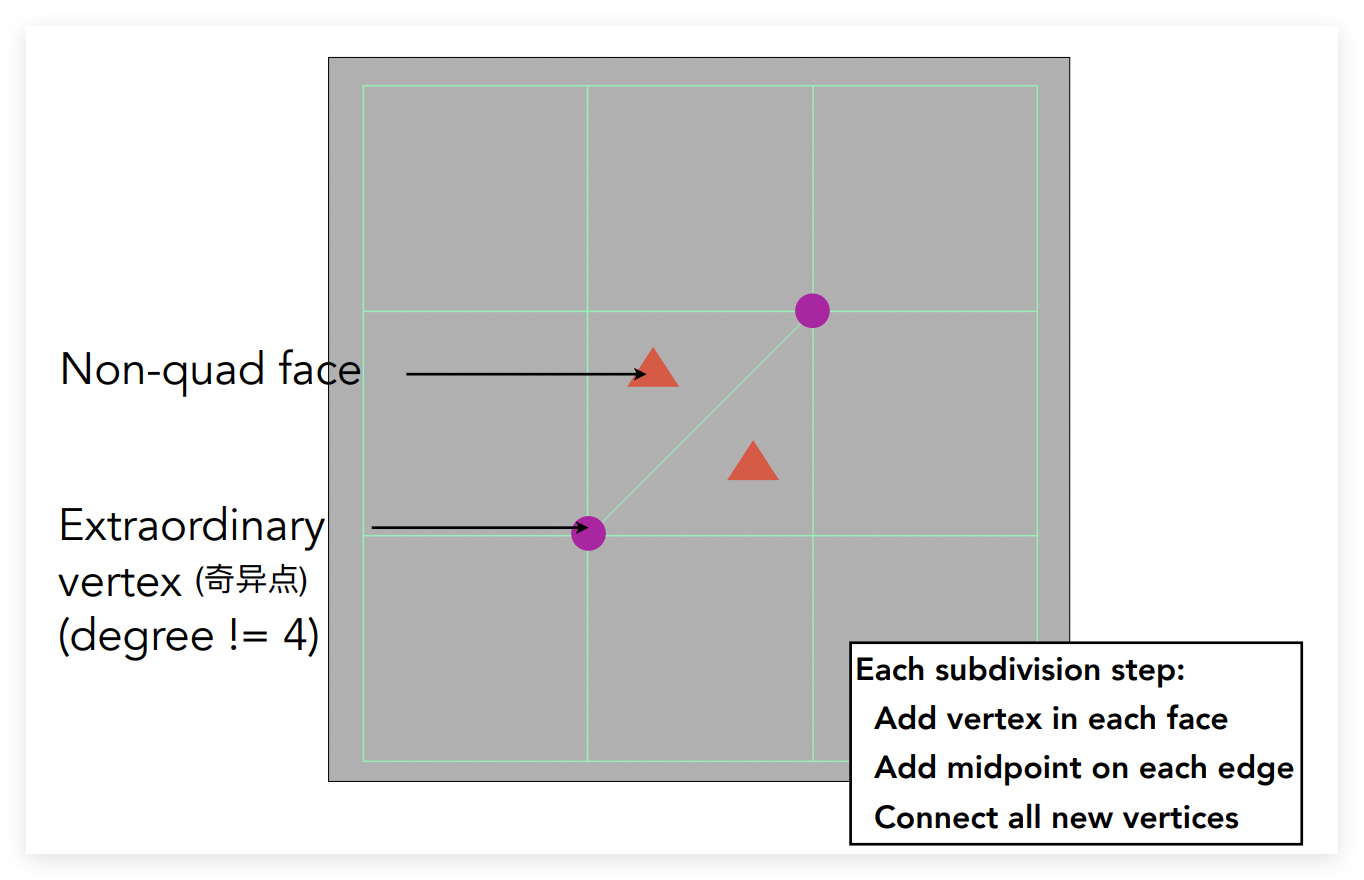 Non-quad face
Extraordinary
vertex (奇异点)
(degree != 4)
Each subdivision step:
Add vertex in each face
Add midpoint on each edge
Connect all new vertices